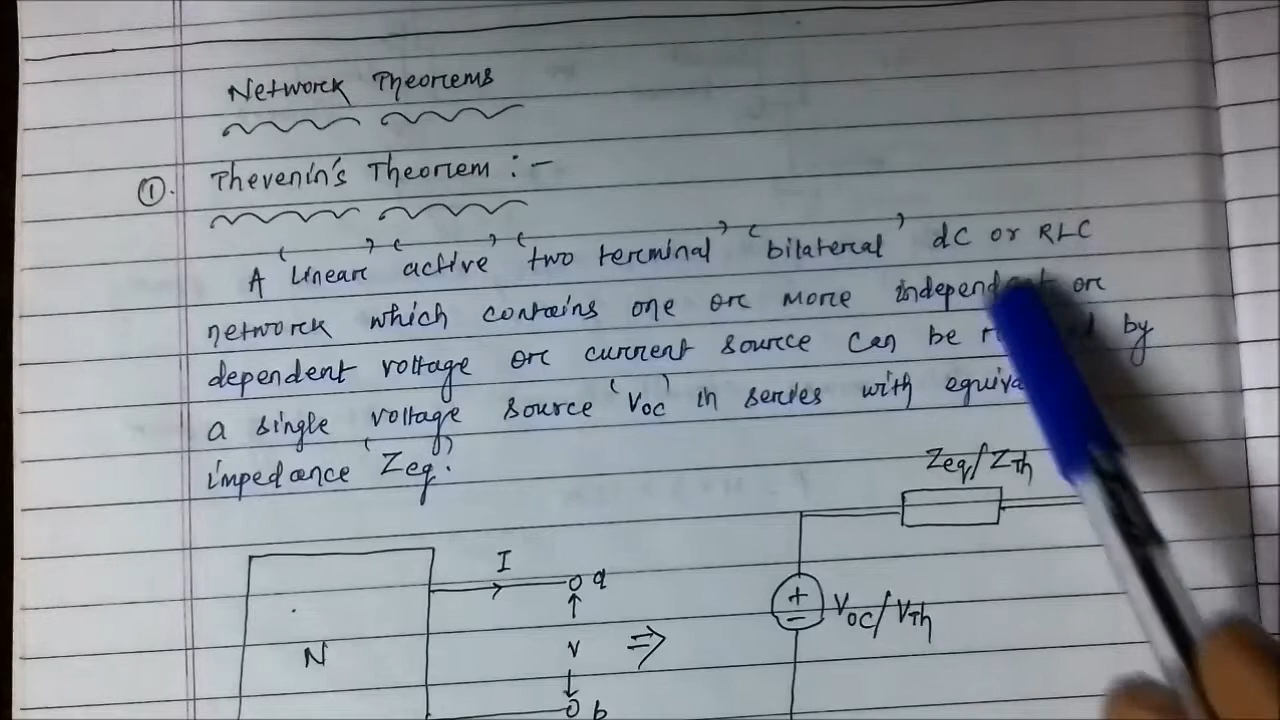 Network Theorems
①. Thevenin's Theorem :-
A 'linear' 'active' 'two terminal' 'bilateral' dc or RLC
network which contains one or more independent or
dependent voltage or current source can be by
a single voltage source 'Voc' in series with
impedance 'Zeq'.
Zeq/ZTh
I
a
+
-
VOC/VTh
N
V
⇒
b